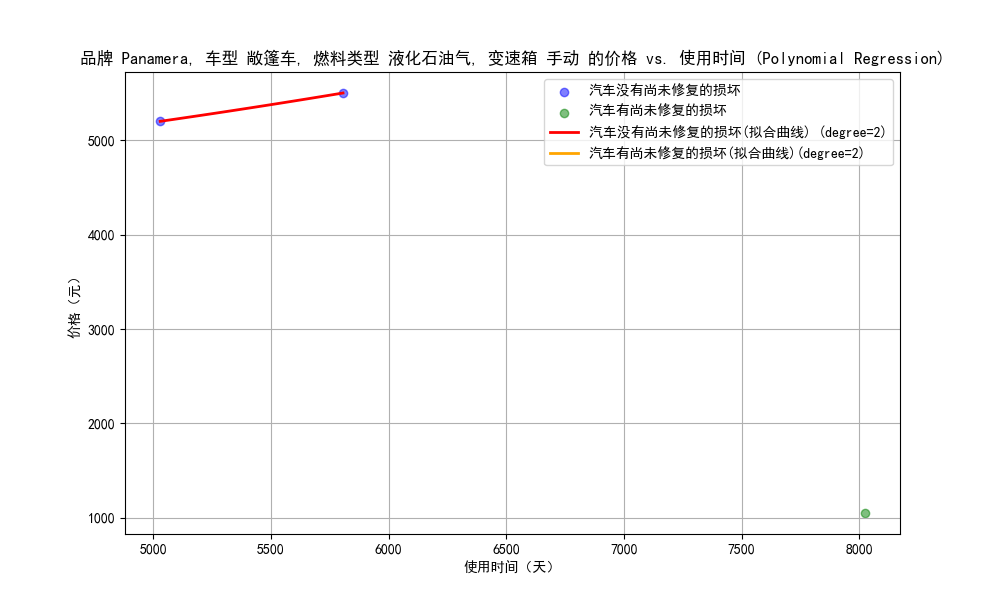 品牌 Panamera, 车型 敞篷车, 燃料类型 液化石油气, 变速箱 手动 的价格 vs. 使用时间 (Polynomial Regression)
汽车没有尚未修复的损坏
汽车有尚未修复的损坏
汽车没有尚未修复的损坏(拟合曲线) (degree=2)
汽车有尚未修复的损坏(拟合曲线)(degree=2)
价格（元）
5000
4000
3000
2000
1000
5000 5500 6000 6500 7000 7500 8000
使用时间（天）